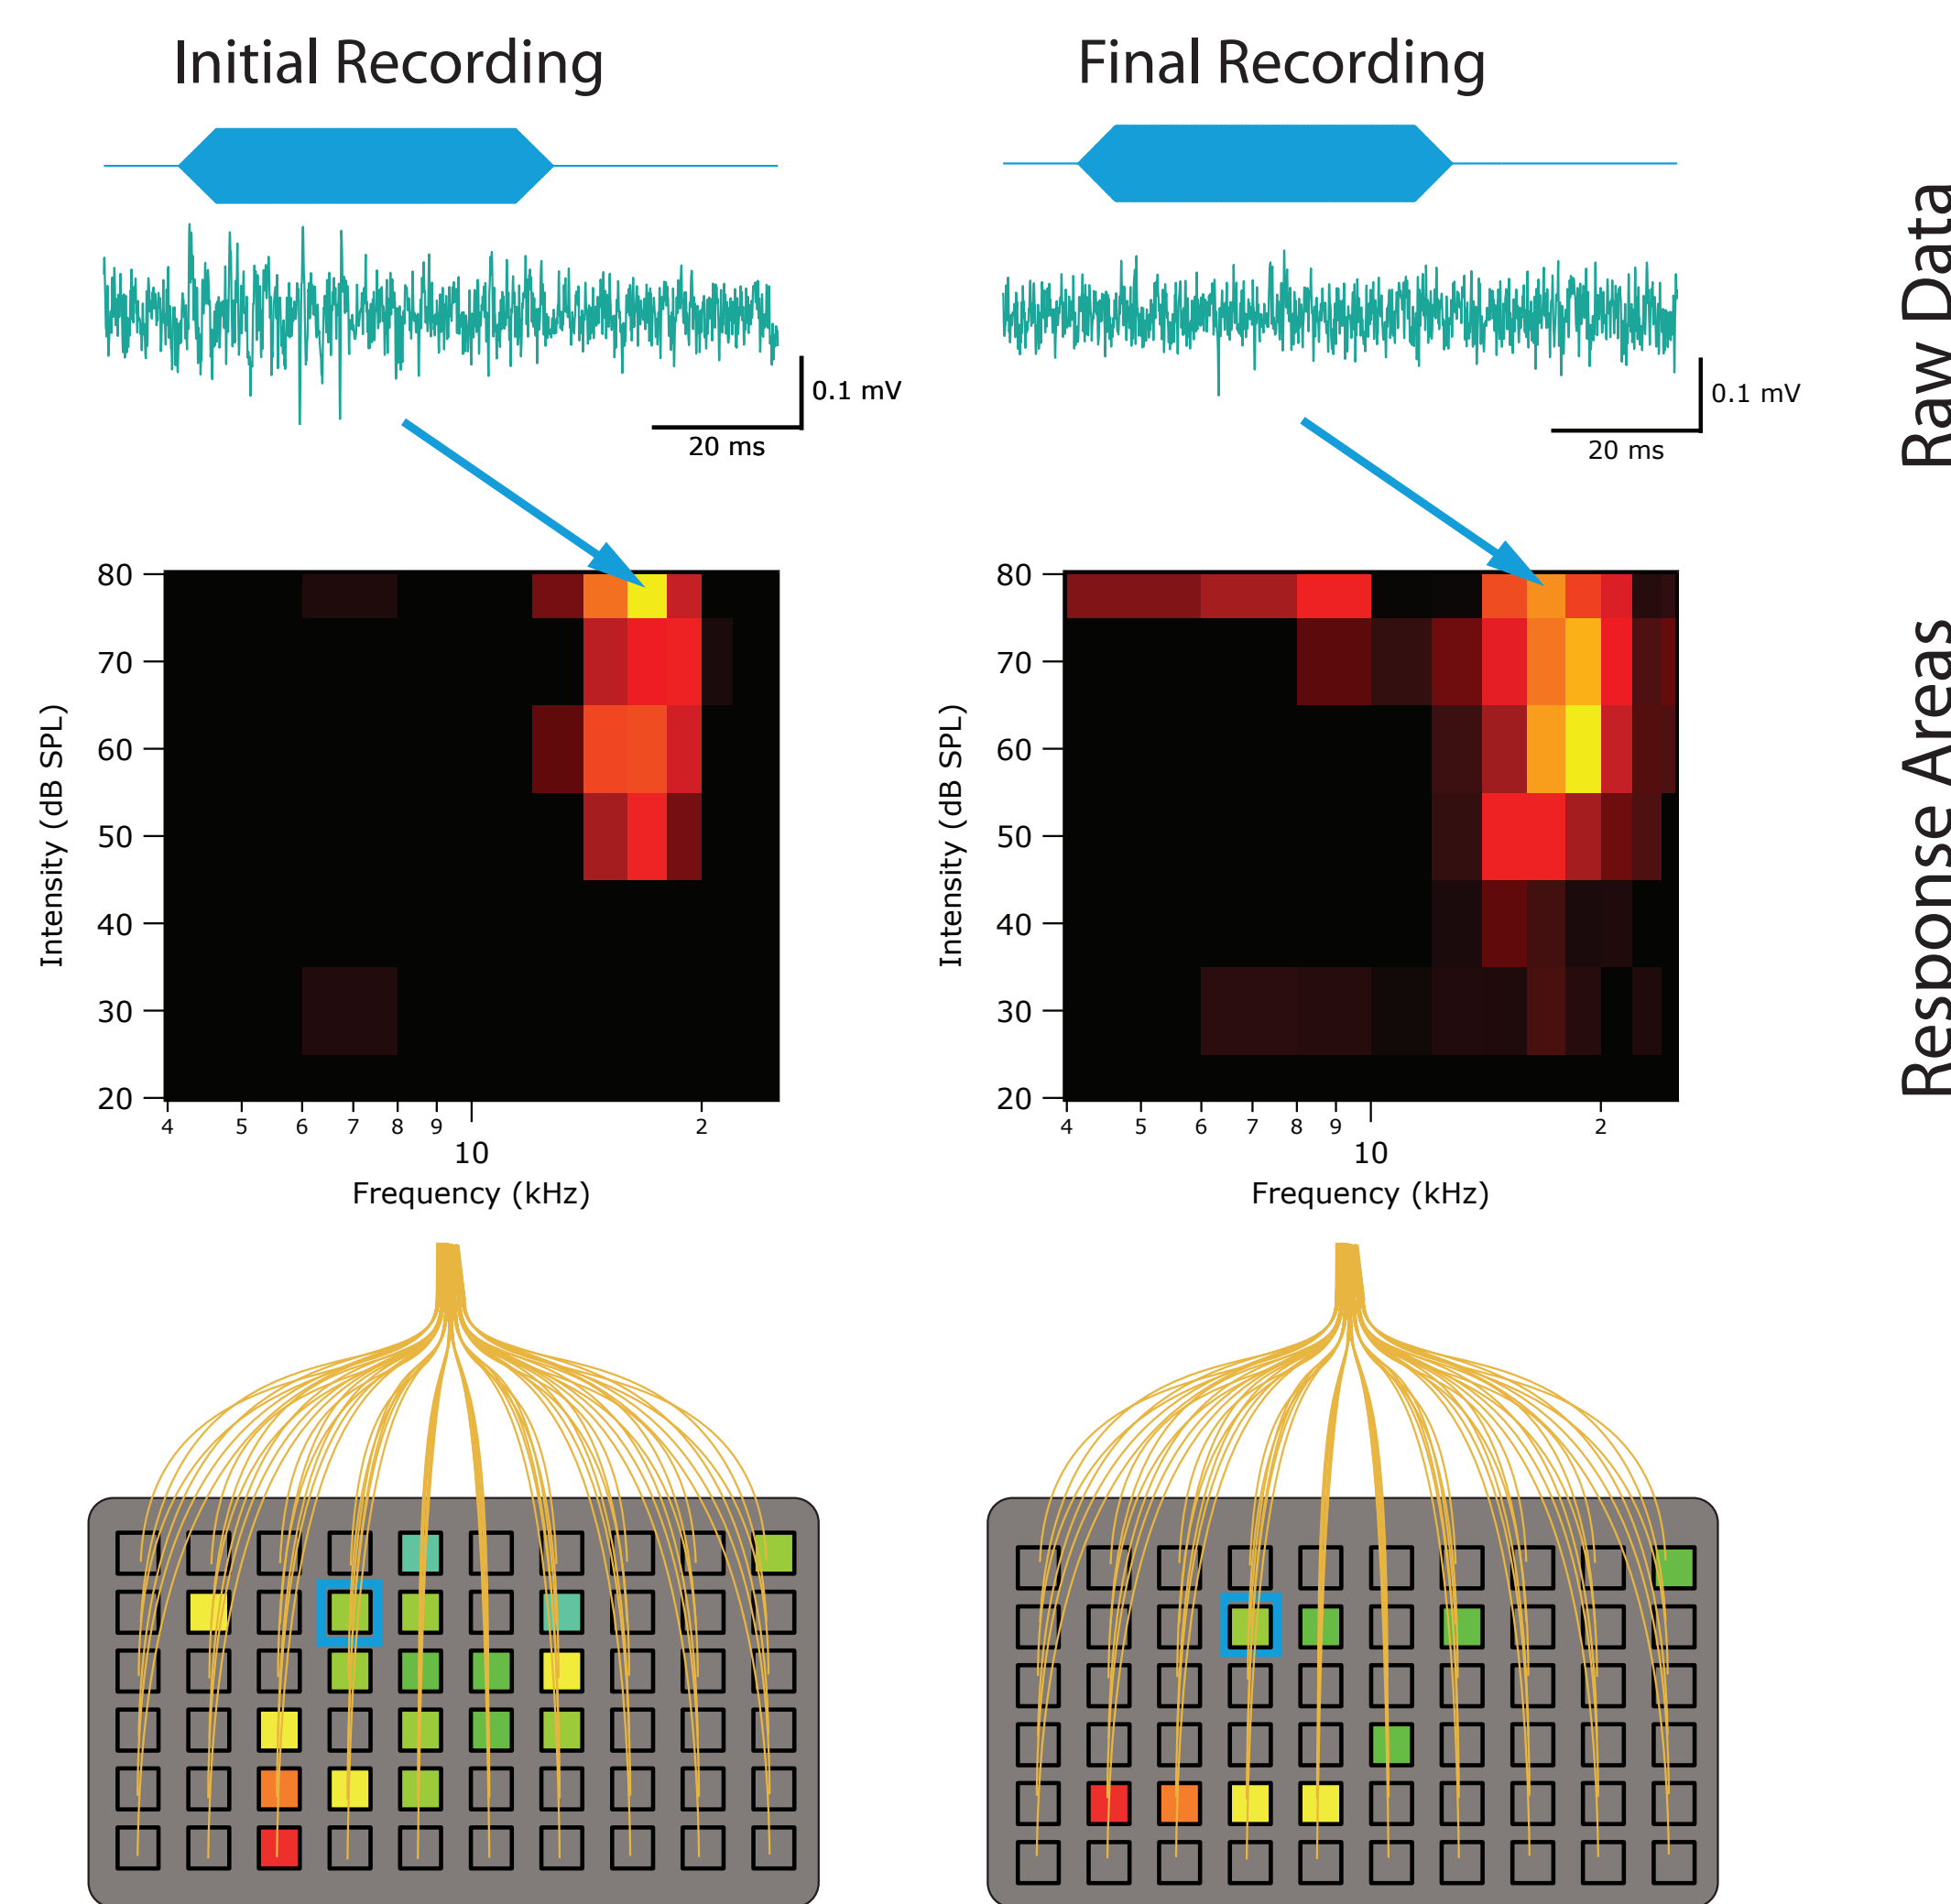 Initial Recording
Final Recording
Raw Data
0.1 mV
20 ms
0.1 mV
20 ms
Response Areas
Intensity (dB SPL)
80
70
60
50
40
30
20
4 5 6 7 8 9 10 2
Frequency (kHz)
Intensity (dB SPL)
80
70
60
50
40
30
20
4 5 6 7 8 9 10 2
Frequency (kHz)